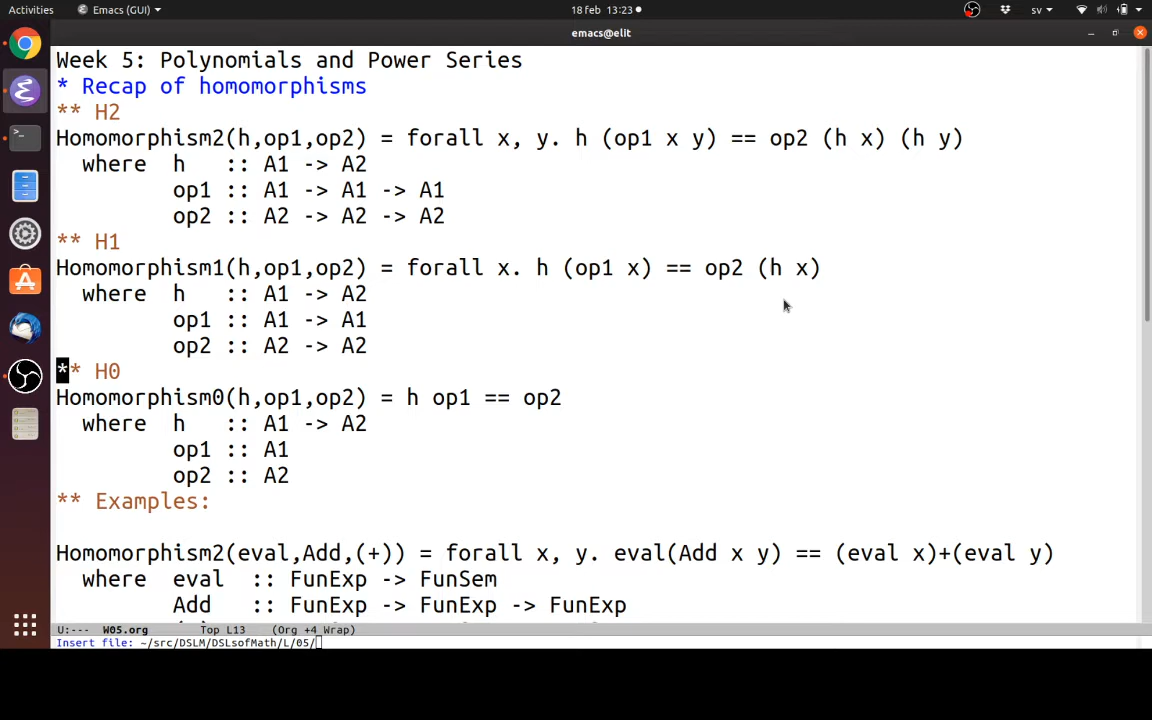 Activities Emacs (GUI) 18 feb 13:23 sv
emacs@elit
Week 5: Polynomials and Power Series
* Recap of homomorphisms
** H2
Homomorphism2(h,op1,op2) = forall x, y. h (op1 x y) == op2 (h x) (h y)
where h :: A1 -> A2
op1 :: A1 -> A1 -> A1
op2 :: A2 -> A2 -> A2
** H1
Homomorphism1(h,op1,op2) = forall x. h (op1 x) == op2 (h x)
where h :: A1 -> A2
op1 :: A1 -> A1
op2 :: A2 -> A2
** H0
Homomorphism0(h,op1,op2) = h op1 == op2
where h :: A1 -> A2
op1 :: A1
op2 :: A2
** Examples:
Homomorphism2(eval,Add,(+)) = forall x, y. eval(Add x y) == (eval x)+(eval y)
where eval :: FunExp -> FunSem
Add :: FunExp -> FunExp -> FunExp
U:--- W05.org Top L13 (Org +4 Wrap)
Insert file: ~/src/DSLM/DSLsofMath/L/05/